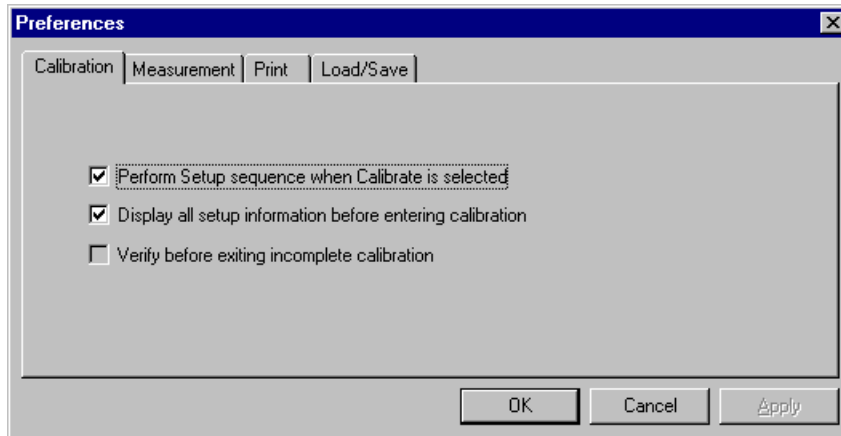 Preferences
Calibration Measurement Print Load/Save
Perform Setup sequence when Calibrate is selected
Display all setup information before entering calibration
Verify before exiting incomplete calibration
OK Cancel Apply